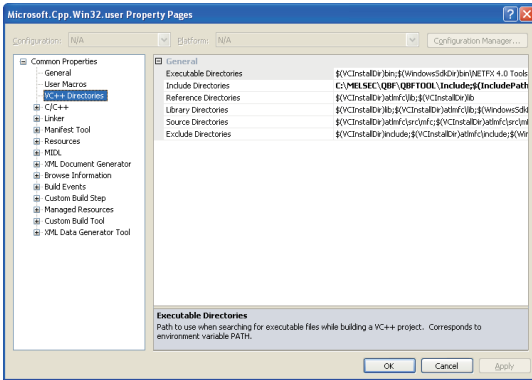 Microsoft.Cpp.Win32.user Property Pages
Configuration: N/A Platform: N/A Configuration Manager...
Common Properties
General
User Macros
VC++ Directories
C/C++
Linker
Manifest Tool
Resources
MIDL
XML Document Generator
Browse Information
Build Events
Custom Build Step
Managed Resources
Custom Build Tool
XML Data Generator Tool
General
Executable Directories $(VCInstallDir)bin;$(WindowsSdkDir)bin\NETFX 4.0 Tools
Include Directories C:\MELSEC\QBF\QBFTOOL\Include;$(IncludePath
Reference Directories $(VCInstallDir)atlmfc\lib;$(VCInstallDir)lib
Library Directories $(VCInstallDir)lib;$(VCInstallDir)atlmfc\lib;$(WindowsSdkD
Source Directories $(VCInstallDir)atlmfc\src\mfc;$(VCInstallDir)atlmfc\src\mf
Exclude Directories $(VCInstallDir)include;$(VCInstallDir)atlmfc\include;$(Win
Executable Directories
Path to use when searching for executable files while building a VC++ project. Corresponds to
environment variable PATH.
OK Cancel Apply